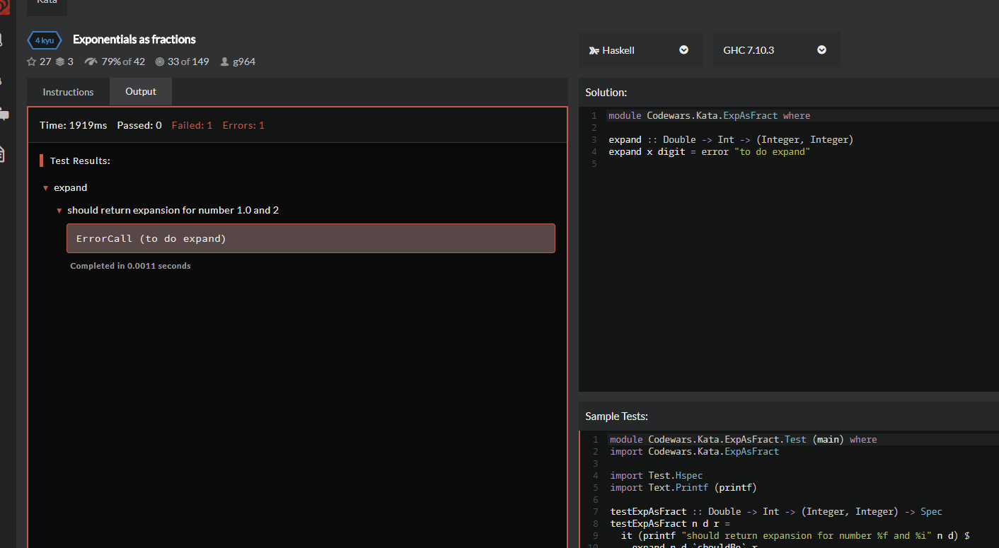 Kata
4 kyu Exponentials as fractions
27 3 79% of 42 33 of 149 g964
Haskell
GHC 7.10.3
Instructions
Output
Time: 1919ms Passed: 0 Failed: 1 Errors: 1
Test Results:
expand
should return expansion for number 1.0 and 2
ErrorCall (to do expand)
Completed in 0.0011 seconds
Solution:
1 module Codewars.Kata.ExpAsFract where
2
3 expand :: Double -> Int -> (Integer, Integer)
4 expand x digit = error "to do expand"
5
Sample Tests:
1 module Codewars.Kata.ExpAsFract.Test (main) where
2 import Codewars.Kata.ExpAsFract
3
4 import Test.Hspec
5 import Text.Printf (printf)
6
7 testExpAsFract :: Double -> Int -> (Integer, Integer) -> Spec
8 testExpAsFract n d r =
9 it (printf "should return expansion for number %f and %i" n d) $
10 expand n d `shouldBe` r